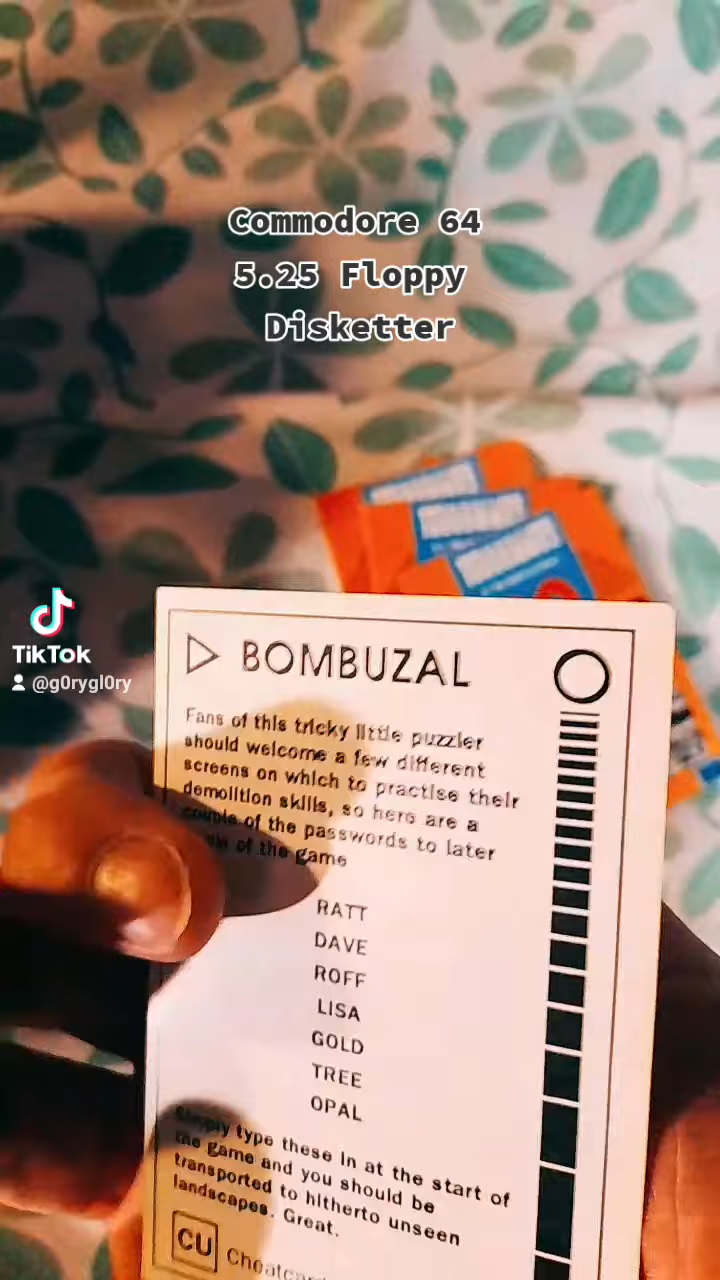 Commodore 64
5.25 Floppy
Disketter
TikTok
@g0rygl0ry
BOMBUZAL
Fans of this tricky little puzzler
should welcome a few different
screens on which to practise their
demolition skills, so here are a
couple of the passwords to later
of the game
RATT
DAVE
ROFF
LISA
GOLD
TREE
OPAL
Simply type these in at the start of
the game and you should be
transported to hitherto unseen
landscapes. Great.
CU